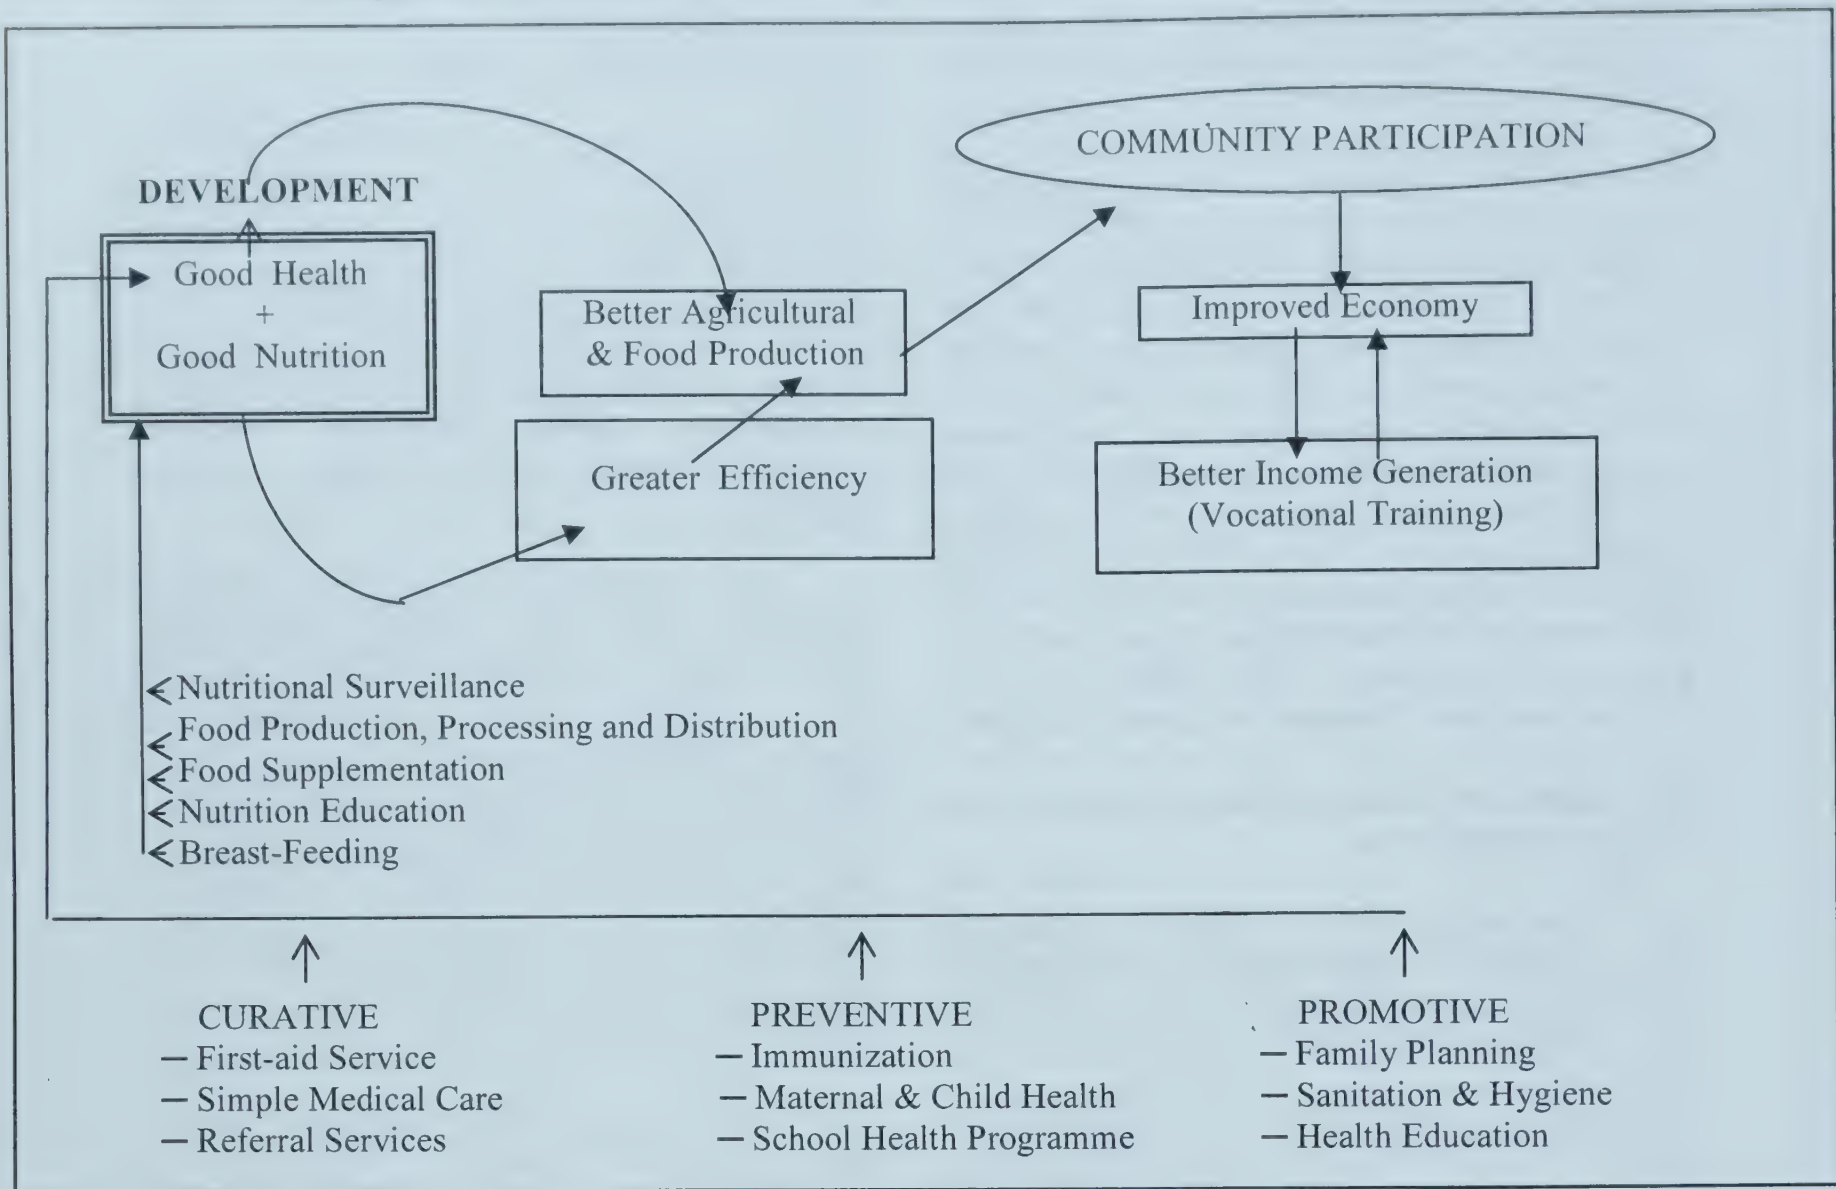 COMMUNITY PARTICIPATION
DEVELOPMENT
Good Health
+
Good Nutrition
Better Agricultural
& Food Production
Improved Economy
Greater Efficiency
Better Income Generation
(Vocational Training)
Nutritional Surveillance
Food Production, Processing and Distribution
Food Supplementation
Nutrition Education
Breast-Feeding
CURATIVE
— First-aid Service
— Simple Medical Care
— Referral Services
PREVENTIVE
— Immunization
— Maternal & Child Health
— School Health Programme
PROMOTIVE
— Family Planning
— Sanitation & Hygiene
— Health Education